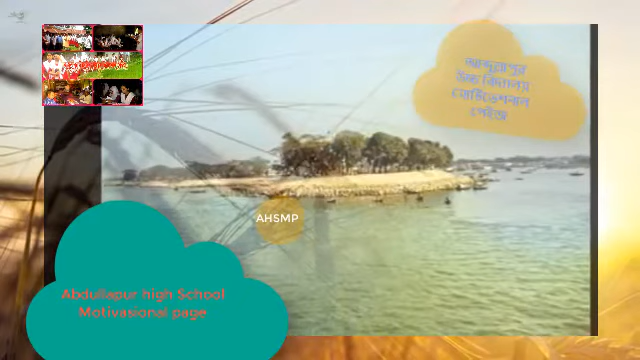 আব্দুল্লাপুর
উচ্চ বিদ্যালয়
মোটিভেশনাল
পেইজ
AHSMP
Abdullapur high School
Motivasional page